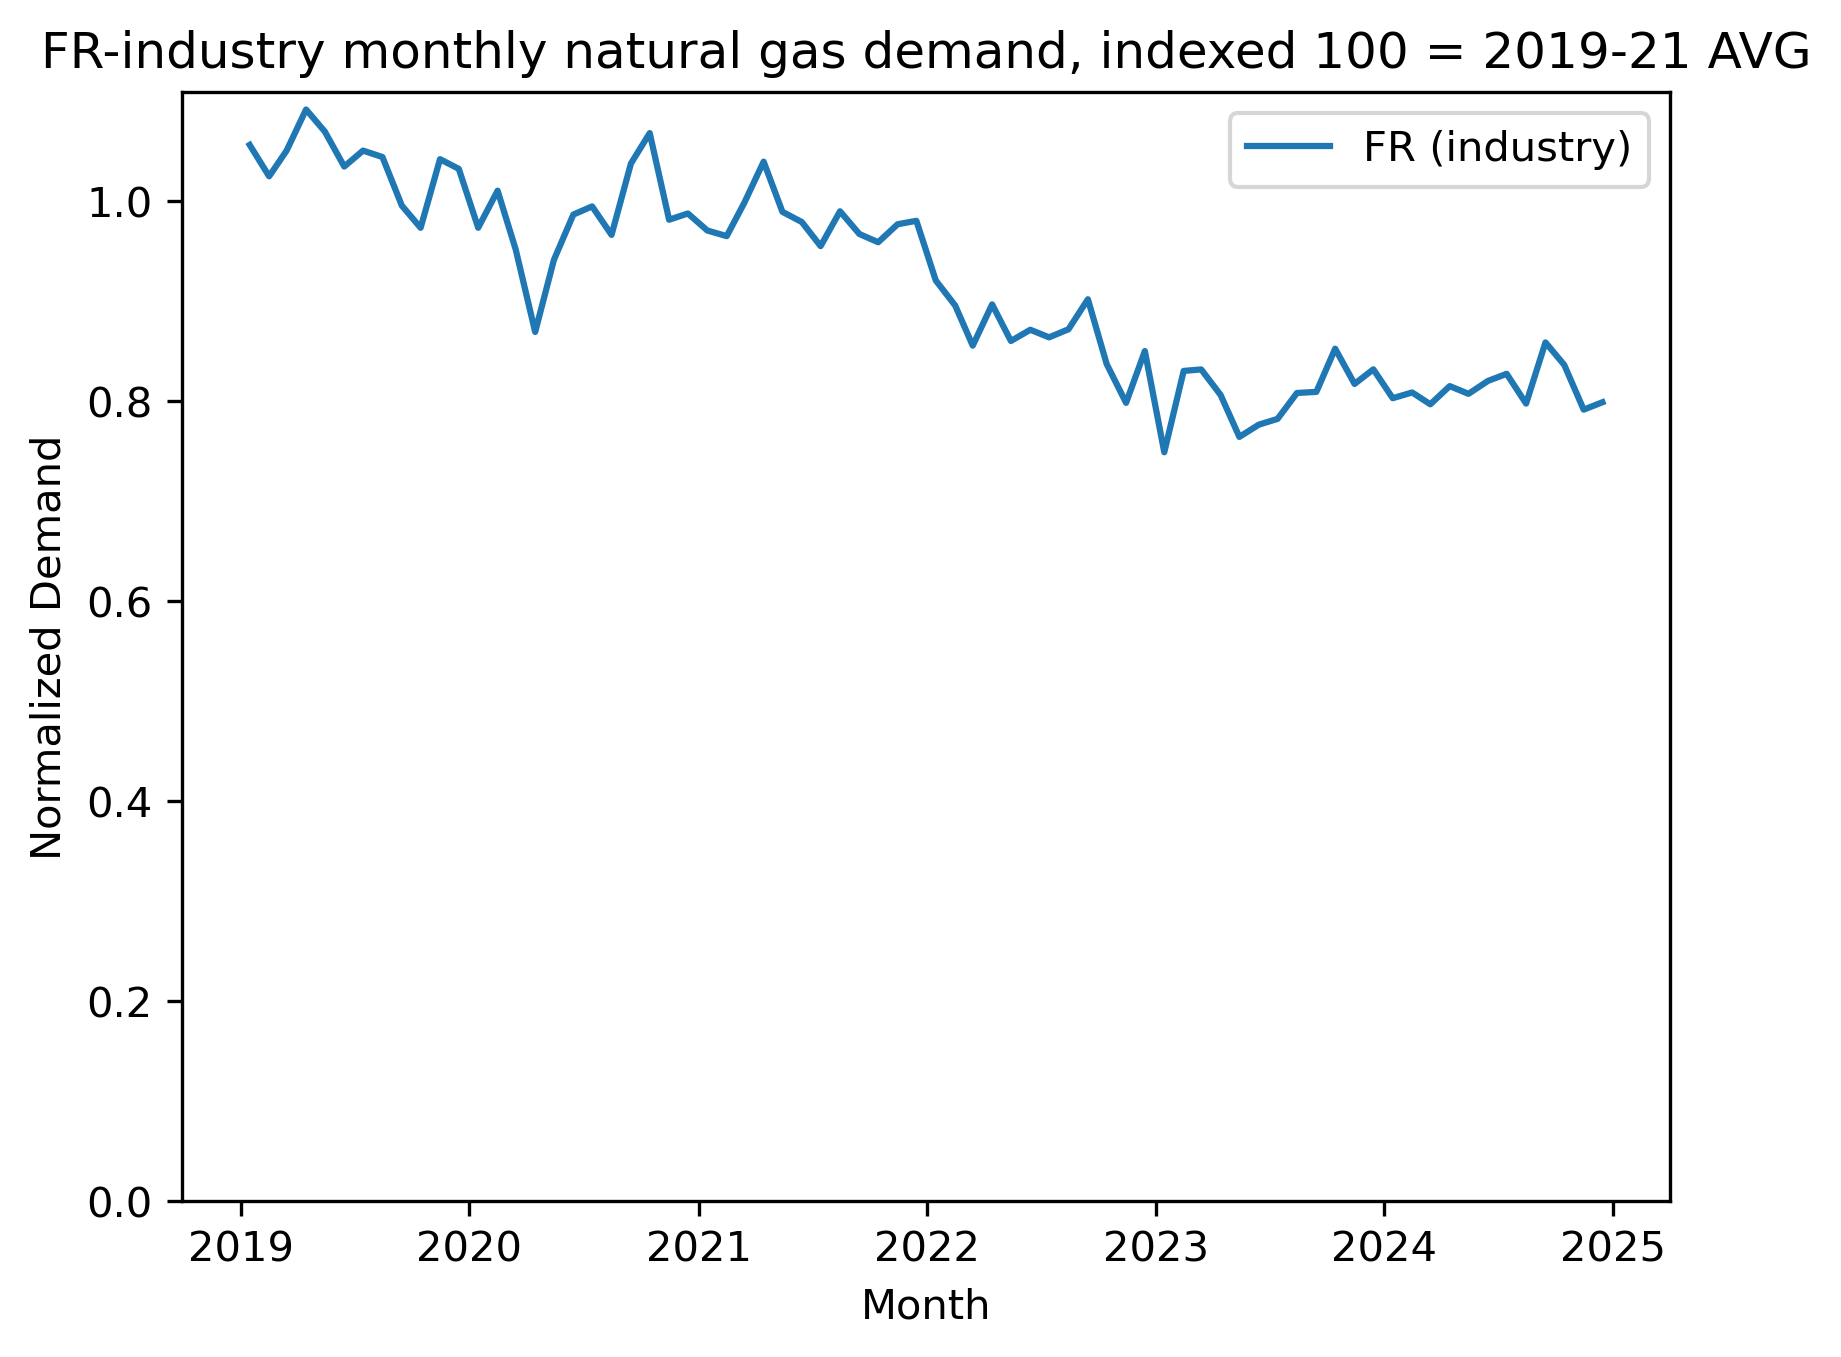 FR-industry monthly natural gas demand, indexed 100 = 2019-21 AVG
FR (industry)
1.0
0.8
0.6
0.4
0.2
0.0
Normalized Demand
2019 2020 2021 2022 2023 2024 2025
Month